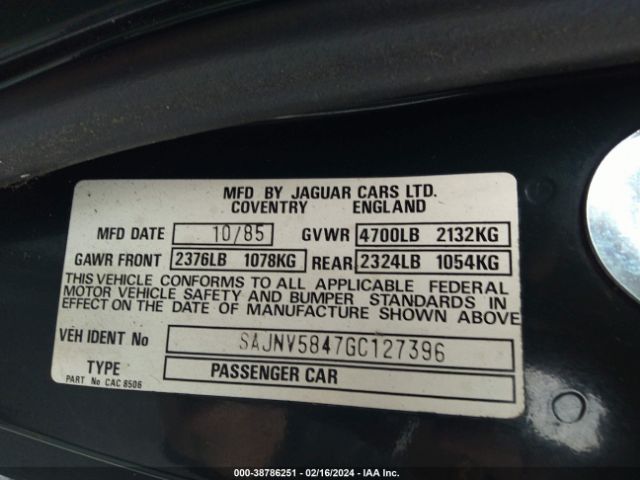 MFD BY JAGUAR CARS LTD.
COVENTRY ENGLAND
MFD DATE 10/85 GVWR 4700LB 2132KG
GAWR FRONT 2376LB 1078KG REAR 2324LB 1054KG
THIS VEHICLE CONFORMS TO ALL APPLICABLE FEDERAL
MOTOR VEHICLE SAFETY AND BUMPER STANDARDS IN
EFFECT ON THE DATE OF MANUFACTURE SHOWN ABOVE
VEH IDENT No SAJNV5847GC127396
TYPE PASSENGER CAR
PART No CAC 8506
000-38786251 - 02/16/2024 - IAA Inc.